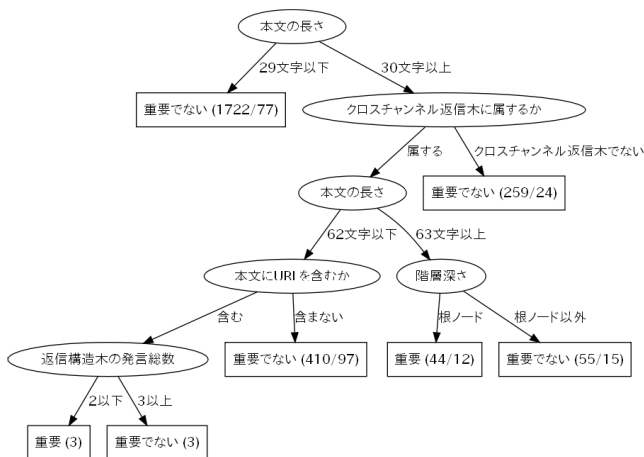 本文の長さ
29文字以下
30文字以上
重要でない (1722/77)
クロスチャンネル返信木に属するか
属する
クロスチャンネル返信木でない
本文の長さ
重要でない (259/24)
62文字以下
63文字以上
本文にURIを含むか
階層深さ
含む
含まない
根ノード
根ノード以外
返信構造木の発言総数
重要でない (410/97)
重要 (44/12)
重要でない (55/15)
2以下
3以上
重要 (3)
重要でない (3)